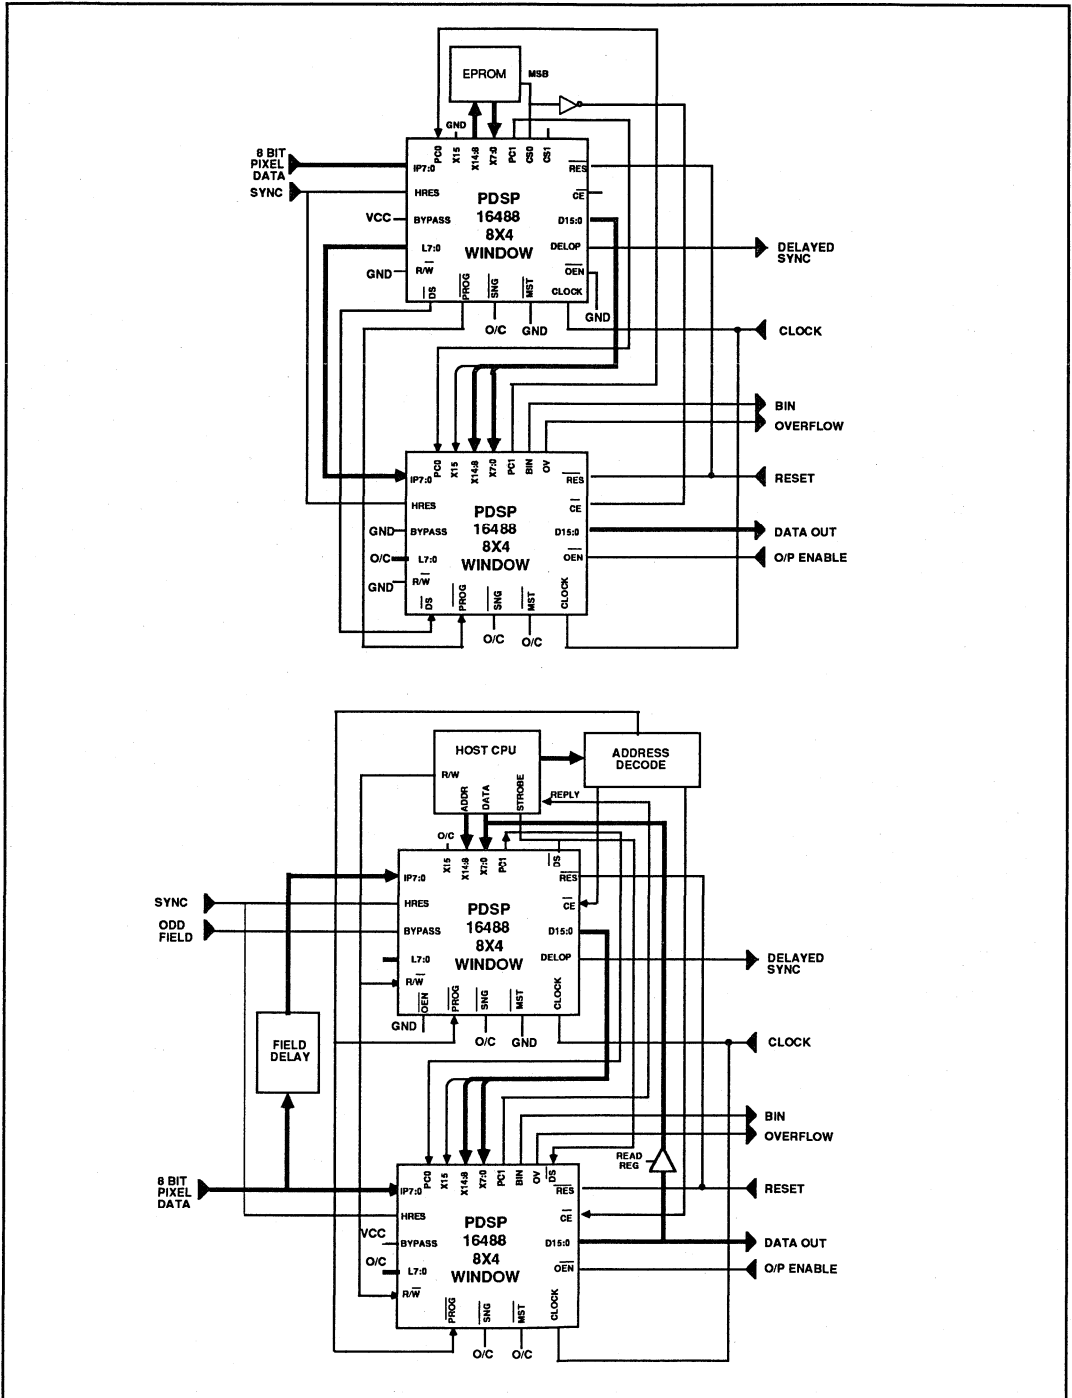 EPROM
MSB
GND
PC0
X15
X14:8
X7:0
PC1
CS0
CS1
8 BIT
PIXEL
DATA
IP7:0
RES
SYNC
HRES
CE
PDSP
16488
8X4
WINDOW
VCC
BYPASS
D15:0
L7:0
DELOP
DELAYED
SYNC
GND
R/W
OEN
DS
PROG
SNG
MST
CLOCK
GND
O/C
GND
CLOCK
BIN
OVERFLOW
PC0
X15
X14:8
X7:0
PC1
BIN
OV
IP7:0
RES
RESET
HRES
CE
PDSP
16488
8X4
WINDOW
GND
BYPASS
D15:0
DATA OUT
O/C
L7:0
OEN
O/P ENABLE
GND
R/W
DS
PROG
SNG
MST
CLOCK
O/C
O/C
HOST CPU
ADDRESS
DECODE
R/W
ADDR
DATA
STROBE
REPLY
O/C
X15
X14:8
X7:0
PC1
DS
IP7:0
RES
SYNC
HRES
CE
PDSP
16488
8X4
WINDOW
ODD
FIELD
BYPASS
D15:0
L7:0
DELOP
DELAYED
SYNC
R/W
OEN
PROG
SNG
MST
CLOCK
GND
O/C
GND
FIELD
DELAY
CLOCK
BIN
OVERFLOW
READ
REG
PC0
X15
X14:8
X7:0
PC1
BIN
OV
DS
8 BIT
PIXEL
DATA
IP7:0
RES
RESET
HRES
CE
PDSP
16488
8X4
WINDOW
VCC
BYPASS
D15:0
DATA OUT
O/C
L7:0
OEN
O/P ENABLE
R/W
PROG
SNG
MST
CLOCK
O/C
O/C